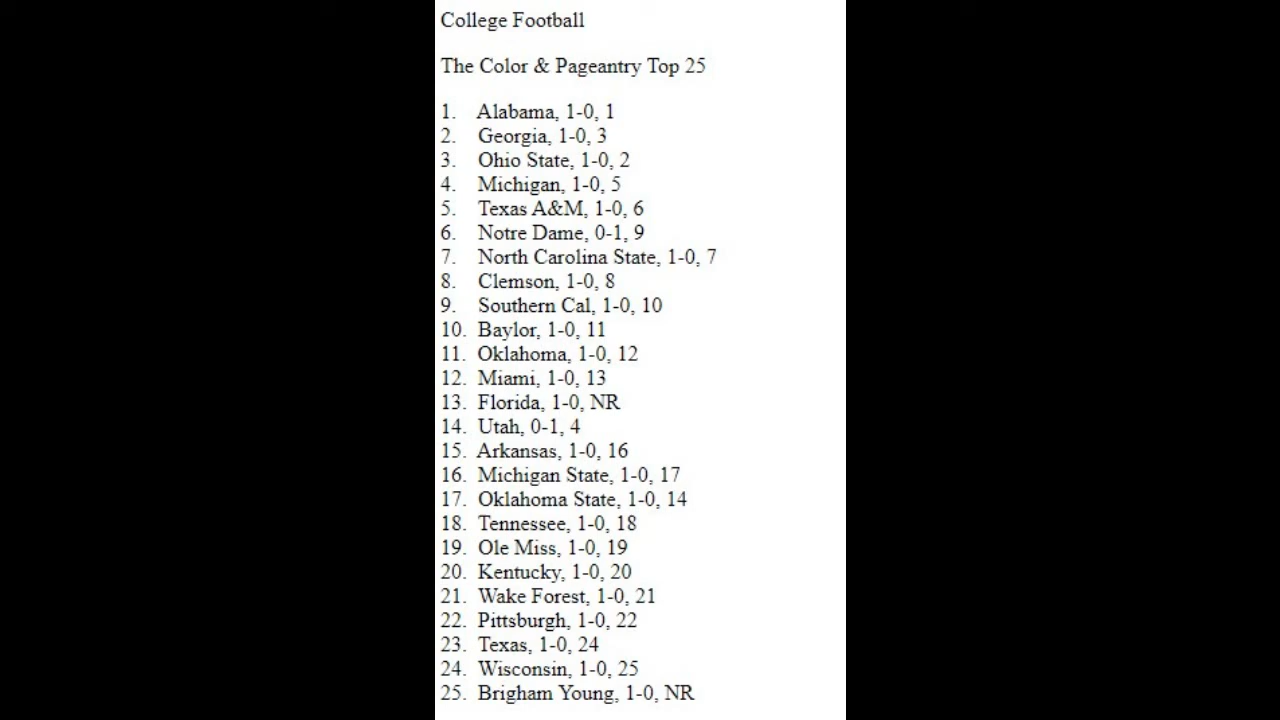 College Football
The Color & Pageantry Top 25
1. Alabama, 1-0, 1
2. Georgia, 1-0, 3
3. Ohio State, 1-0, 2
4. Michigan, 1-0, 5
5. Texas A&M, 1-0, 6
6. Notre Dame, 0-1, 9
7. North Carolina State, 1-0, 7
8. Clemson, 1-0, 8
9. Southern Cal, 1-0, 10
10. Baylor, 1-0, 11
11. Oklahoma, 1-0, 12
12. Miami, 1-0, 13
13. Florida, 1-0, NR
14. Utah, 0-1, 4
15. Arkansas, 1-0, 16
16. Michigan State, 1-0, 17
17. Oklahoma State, 1-0, 14
18. Tennessee, 1-0, 18
19. Ole Miss, 1-0, 19
20. Kentucky, 1-0, 20
21. Wake Forest, 1-0, 21
22. Pittsburgh, 1-0, 22
23. Texas, 1-0, 24
24. Wisconsin, 1-0, 25
25. Brigham Young, 1-0, NR